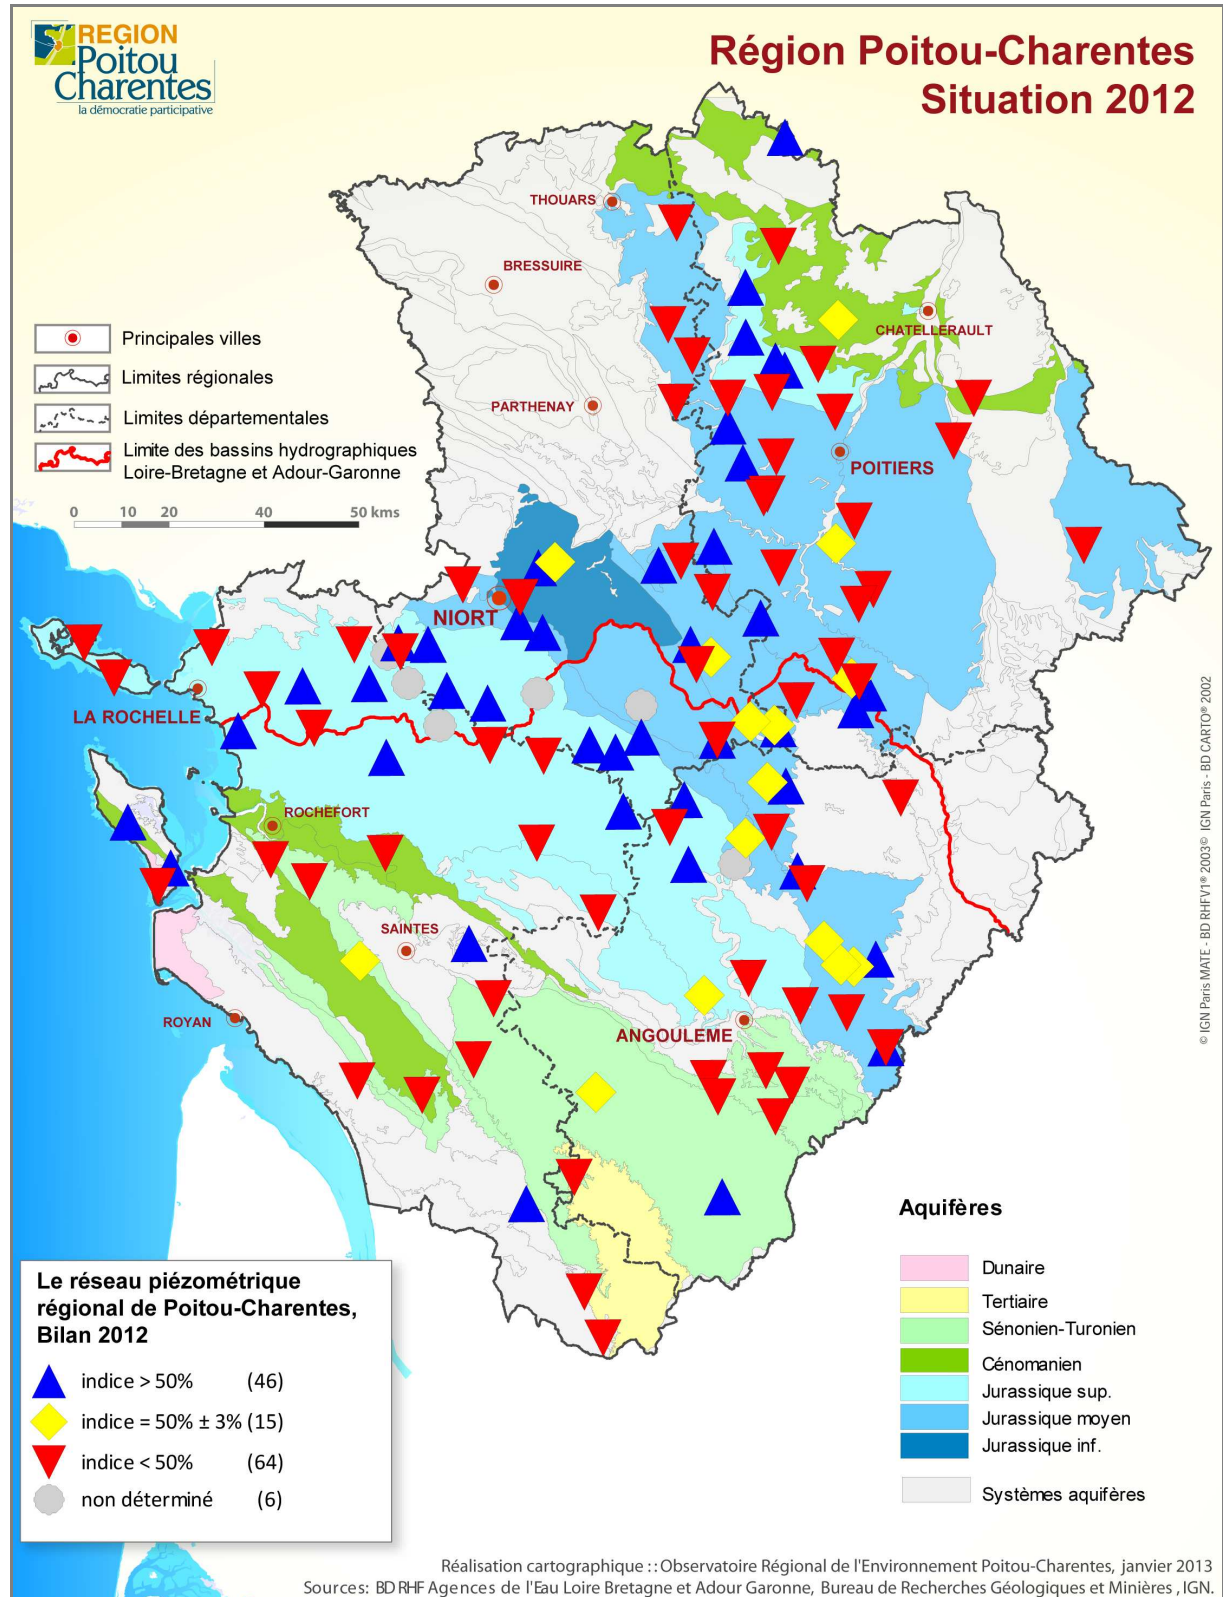 REGION
Poitou
Charentes
la démocratie participative
Région Poitou-Charentes
Situation 2012
THOUARS
BRESSUIRE
CHATELLERAULT
PARTHENAY
POITIERS
Principales villes
Limites régionales
Limites départementales
Limite des bassins hydrographiques
Loire-Bretagne et Adour-Garonne
0 10 20 40 50 kms
NIORT
LA ROCHELLE
ROCHEFORT
SAINTES
ROYAN
ANGOULEME
© IGN Paris MATE - BD RHFV1® 2003© IGN Paris - BD CARTO® 2002
Le réseau piézométrique
régional de Poitou-Charentes,
Bilan 2012
indice > 50% (46)
indice = 50% ± 3% (15)
indice < 50% (64)
non déterminé (6)
Aquifères
Dunaire
Tertiaire
Sénonien-Turonien
Cénomanien
Jurassique sup.
Jurassique moyen
Jurassique inf.
Systèmes aquifères
Réalisation cartographique :: Observatoire Régional de l'Environnement Poitou-Charentes, janvier 2013
Sources: BD RHF Agences de l'Eau Loire Bretagne et Adour Garonne, Bureau de Recherches Géologiques et Minières , IGN.